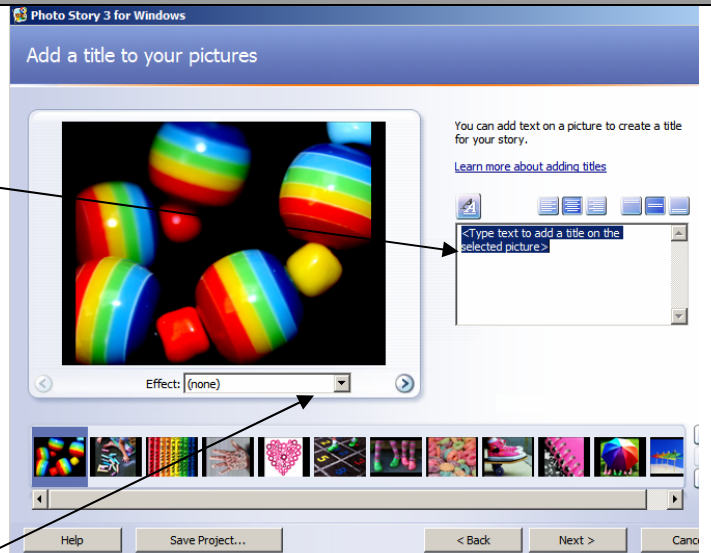 Photo Story 3 for Windows
Add a title to your pictures
You can add text on a picture to create a title
for your story.
Learn more about adding titles
A
<Type text to add a title on the
selected picture>
Effect: (none)
Help
Save Project...
< Back
Next >
Canc